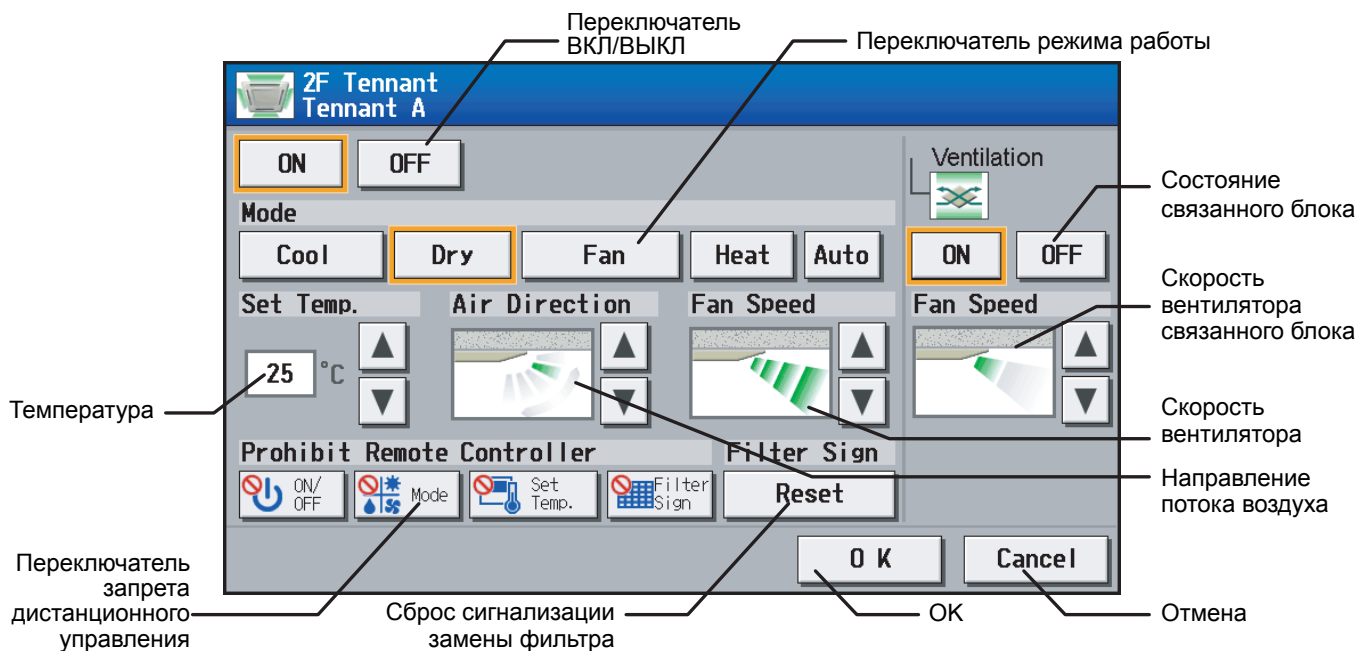 Переключатель
ВКЛ/ВЫКЛ
Переключатель режима работы
2F Tennant
Tennant A
ON
OFF
Ventilation
Состояние
связанного блока
Mode
Cool
Dry
Fan
Heat
Auto
ON
OFF
Скорость
вентилятора
связанного блока
Set Temp.
Air Direction
Fan Speed
Fan Speed
25 °C
Температура
Скорость
вентилятора
Prohibit Remote Controller
Filter Sign
ON/
OFF
Mode
Set
Temp.
Filter
Sign
Reset
Направление
потока воздуха
O K
Cancel
Переключатель
запрета
дистанционного
управления
Сброс сигнализации
замены фильтра
OK
Отмена